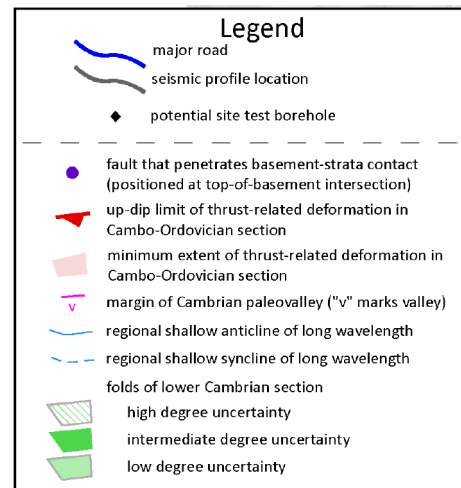 Legend
major road
seismic profile location
potential site test borehole
fault that penetrates basement-strata contact
(positioned at top-of-basement intersection)
up-dip limit of thrust-related deformation in
Cambo-Ordovician section
minimum extent of thrust-related deformation in
Cambo-Ordovician section
v
margin of Cambrian paleovalley ("v" marks valley)
regional shallow anticline of long wavelength
regional shallow syncline of long wavelength
folds of lower Cambrian section
high degree uncertainty
intermediate degree uncertainty
low degree uncertainty